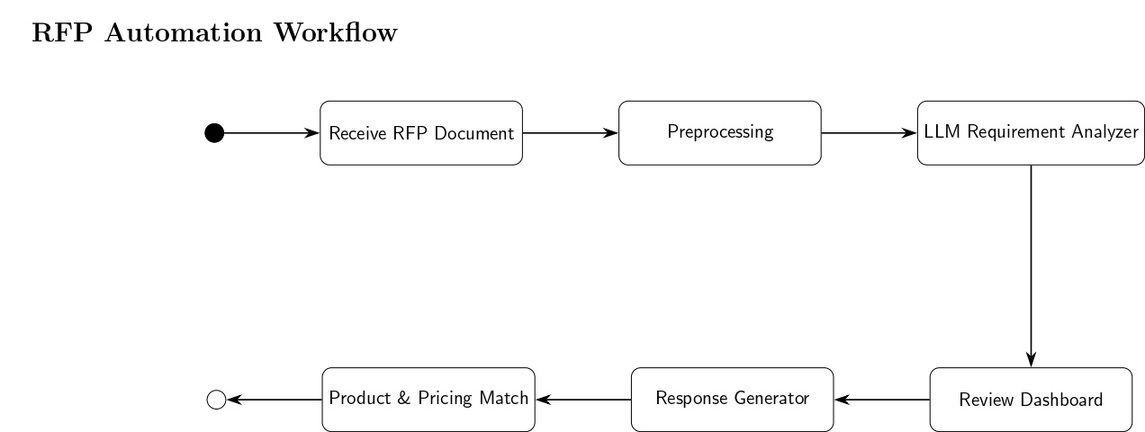 RFP Automation Workflow
Receive RFP Document
Preprocessing
LLM Requirement Analyzer
Product & Pricing Match
Response Generator
Review Dashboard